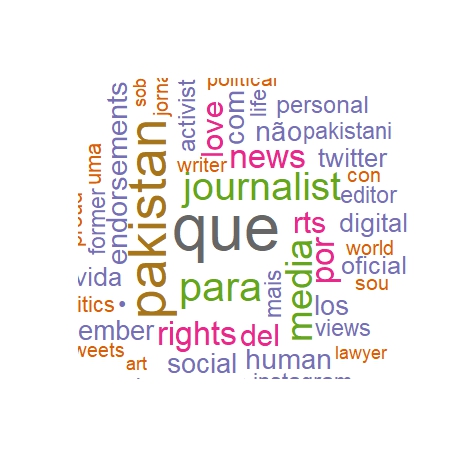 political
sob
jorna
activist
love
com
life
personal
não
pakistani
endorsements
uma
former
pakistan
writer
news
twitter
journalist
con
editor
que
rts
digital
por
world
oficial
media
sou
vida
para
mais
los
itics
•
views
ember
rights
del
weets
art
social
human
lawyer
instagram